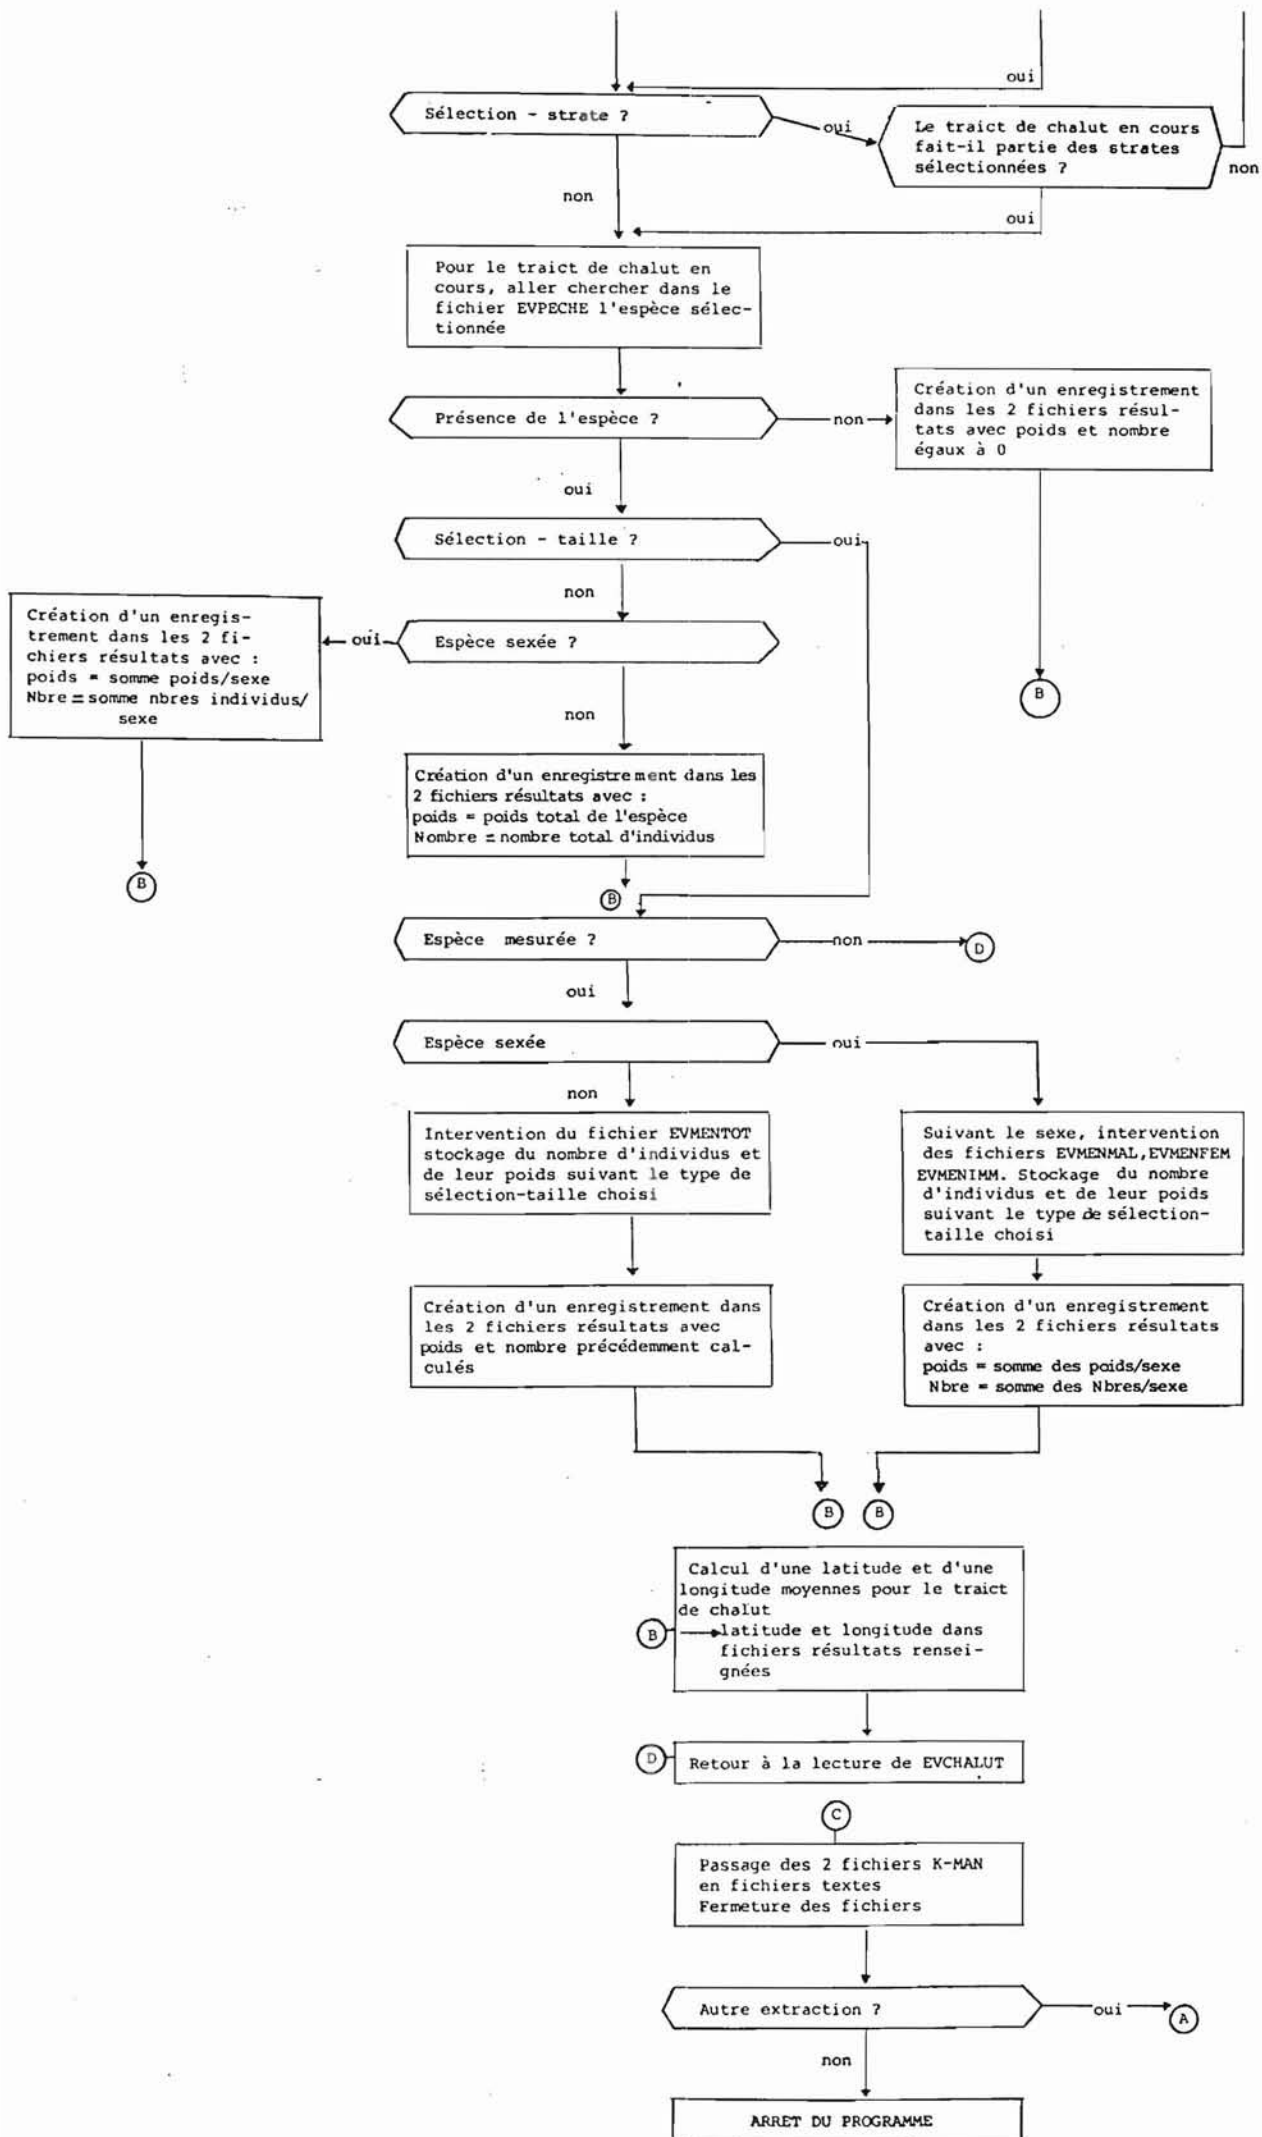 oui
Sélection - strate ?
oui
Le traict de chalut en cours
fait-il partie des strates
sélectionnées ?
non
non
oui
Pour le traict de chalut en
cours, aller chercher dans le
fichier EVPECHE l'espèce sélec-
tionnée
Présence de l'espèce ?
non
Création d'un enregistrement
dans les 2 fichiers résul-
tats avec poids et nombre
égaux à 0
oui
Sélection - taille ?
oui
non
Création d'un enregis-
trement dans les 2 fi-
chiers résultats avec :
poids = somme poids/sexe
Nbre = somme nbres individus/
sexe
oui
Espèce sexée ?
B
non
Création d'un enregistrement dans les
2 fichiers résultats avec :
poids = poids total de l'espèce
Nombre = nombre total d'individus
B
B
Espèce mesurée ?
non
D
oui
Espèce sexée
oui
non
Intervention du fichier EVMENTOT
stockage du nombre d'individus et
de leur poids suivant le type de
sélection-taille choisi
Suivant le sexe, intervention
des fichiers EVMENMAL,EVMENFEM
EVMENIMM. Stockage du nombre
d'individus et de leur poids
suivant le type de sélection-
taille choisi
Création d'un enregistrement dans
les 2 fichiers résultats avec
poids et nombre précédemment cal-
culés
Création d'un enregistrement
dans les 2 fichiers résultats
avec :
poids = somme des poids/sexe
Nbre = somme des Nbres/sexe
B
B
Calcul d'une latitude et d'une
longitude moyennes pour le traict
de chalut
B
latitude et longitude dans
fichiers résultats rensei-
gnées
D
Retour à la lecture de EVCHALUT
C
Passage des 2 fichiers K-MAN
en fichiers textes
Fermeture des fichiers
Autre extraction ?
oui
A
non
ARRET DU PROGRAMME